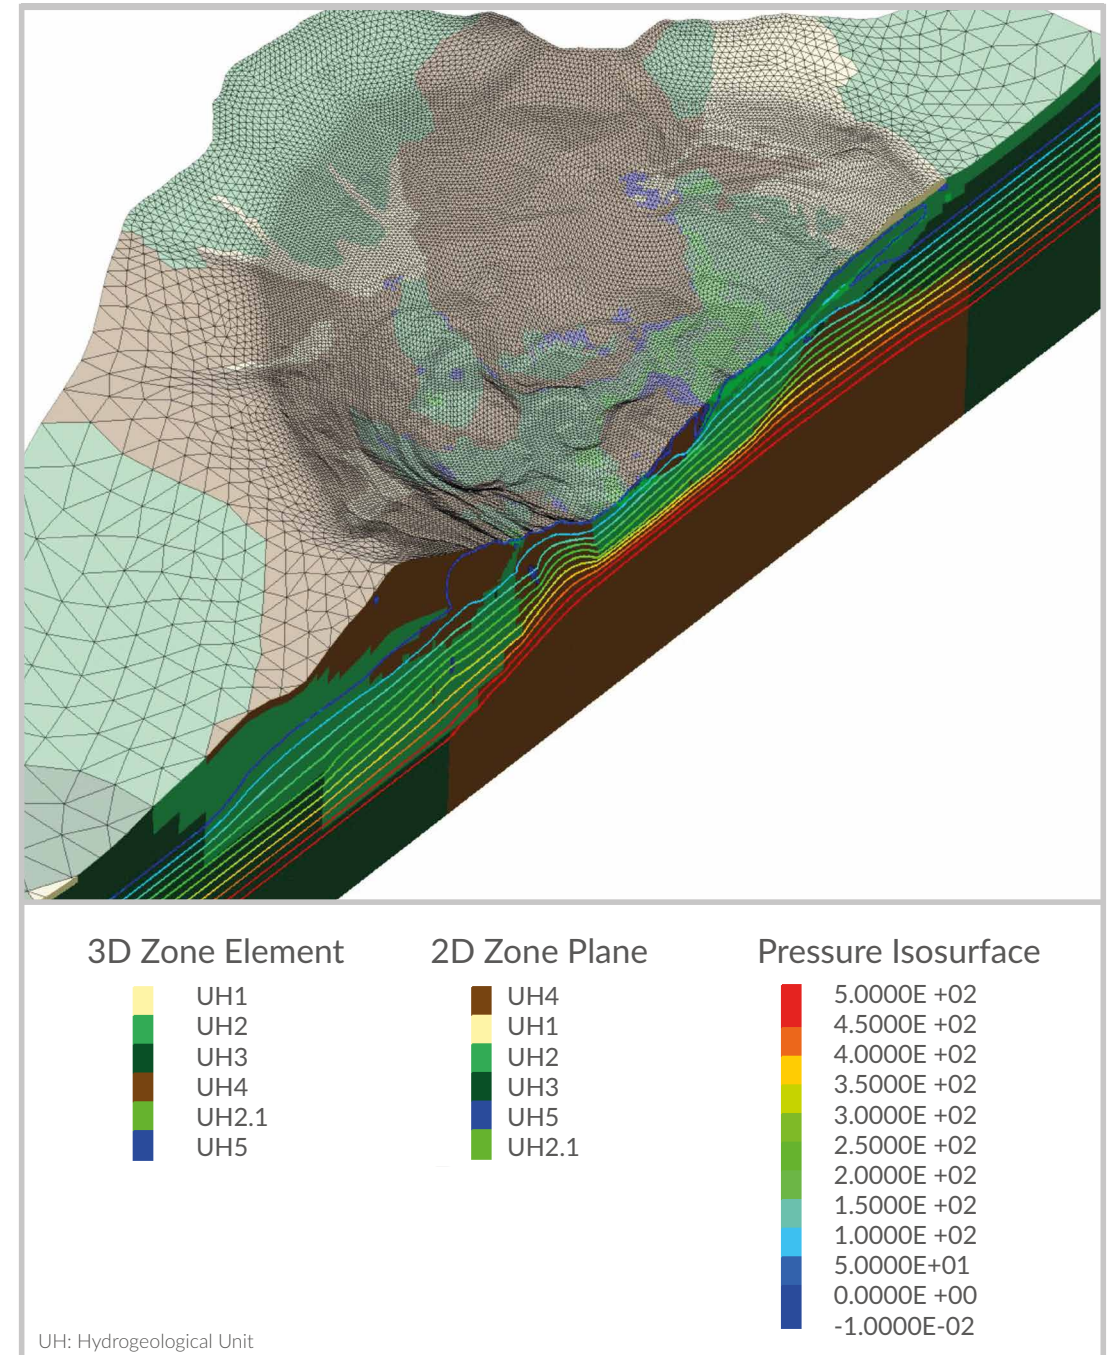 3D Zone Element
UH1
UH2
UH3
UH4
UH2.1
UH5
2D Zone Plane
UH4
UH1
UH2
UH3
UH5
UH2.1
Pressure Isosurface
5.0000E +02
4.5000E +02
4.0000E +02
3.5000E +02
3.0000E +02
2.5000E +02
2.0000E +02
1.5000E +02
1.0000E +02
5.0000E+01
0.0000E +00
-1.0000E-02
UH: Hydrogeological Unit